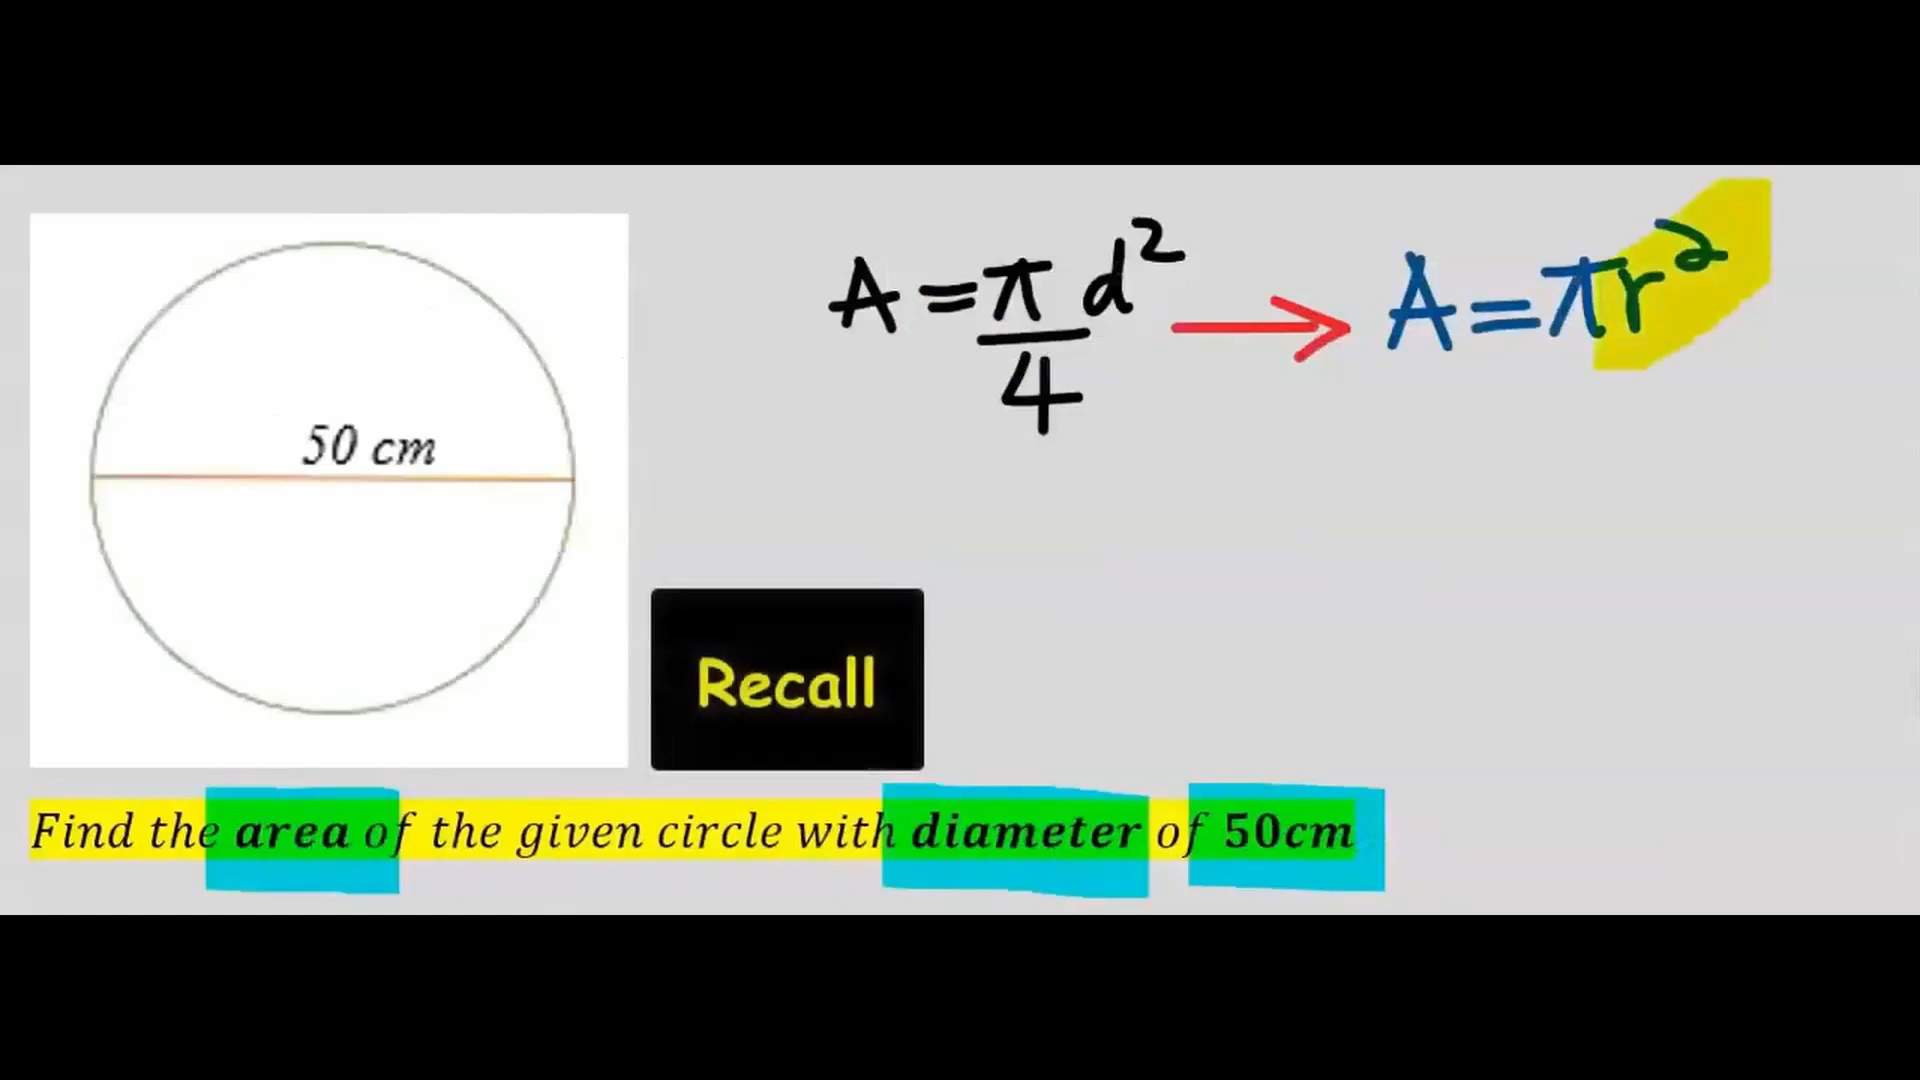 50 cm
A = π/4 d² → A = πr²
Recall
Find the area of the given circle with diameter of 50cm